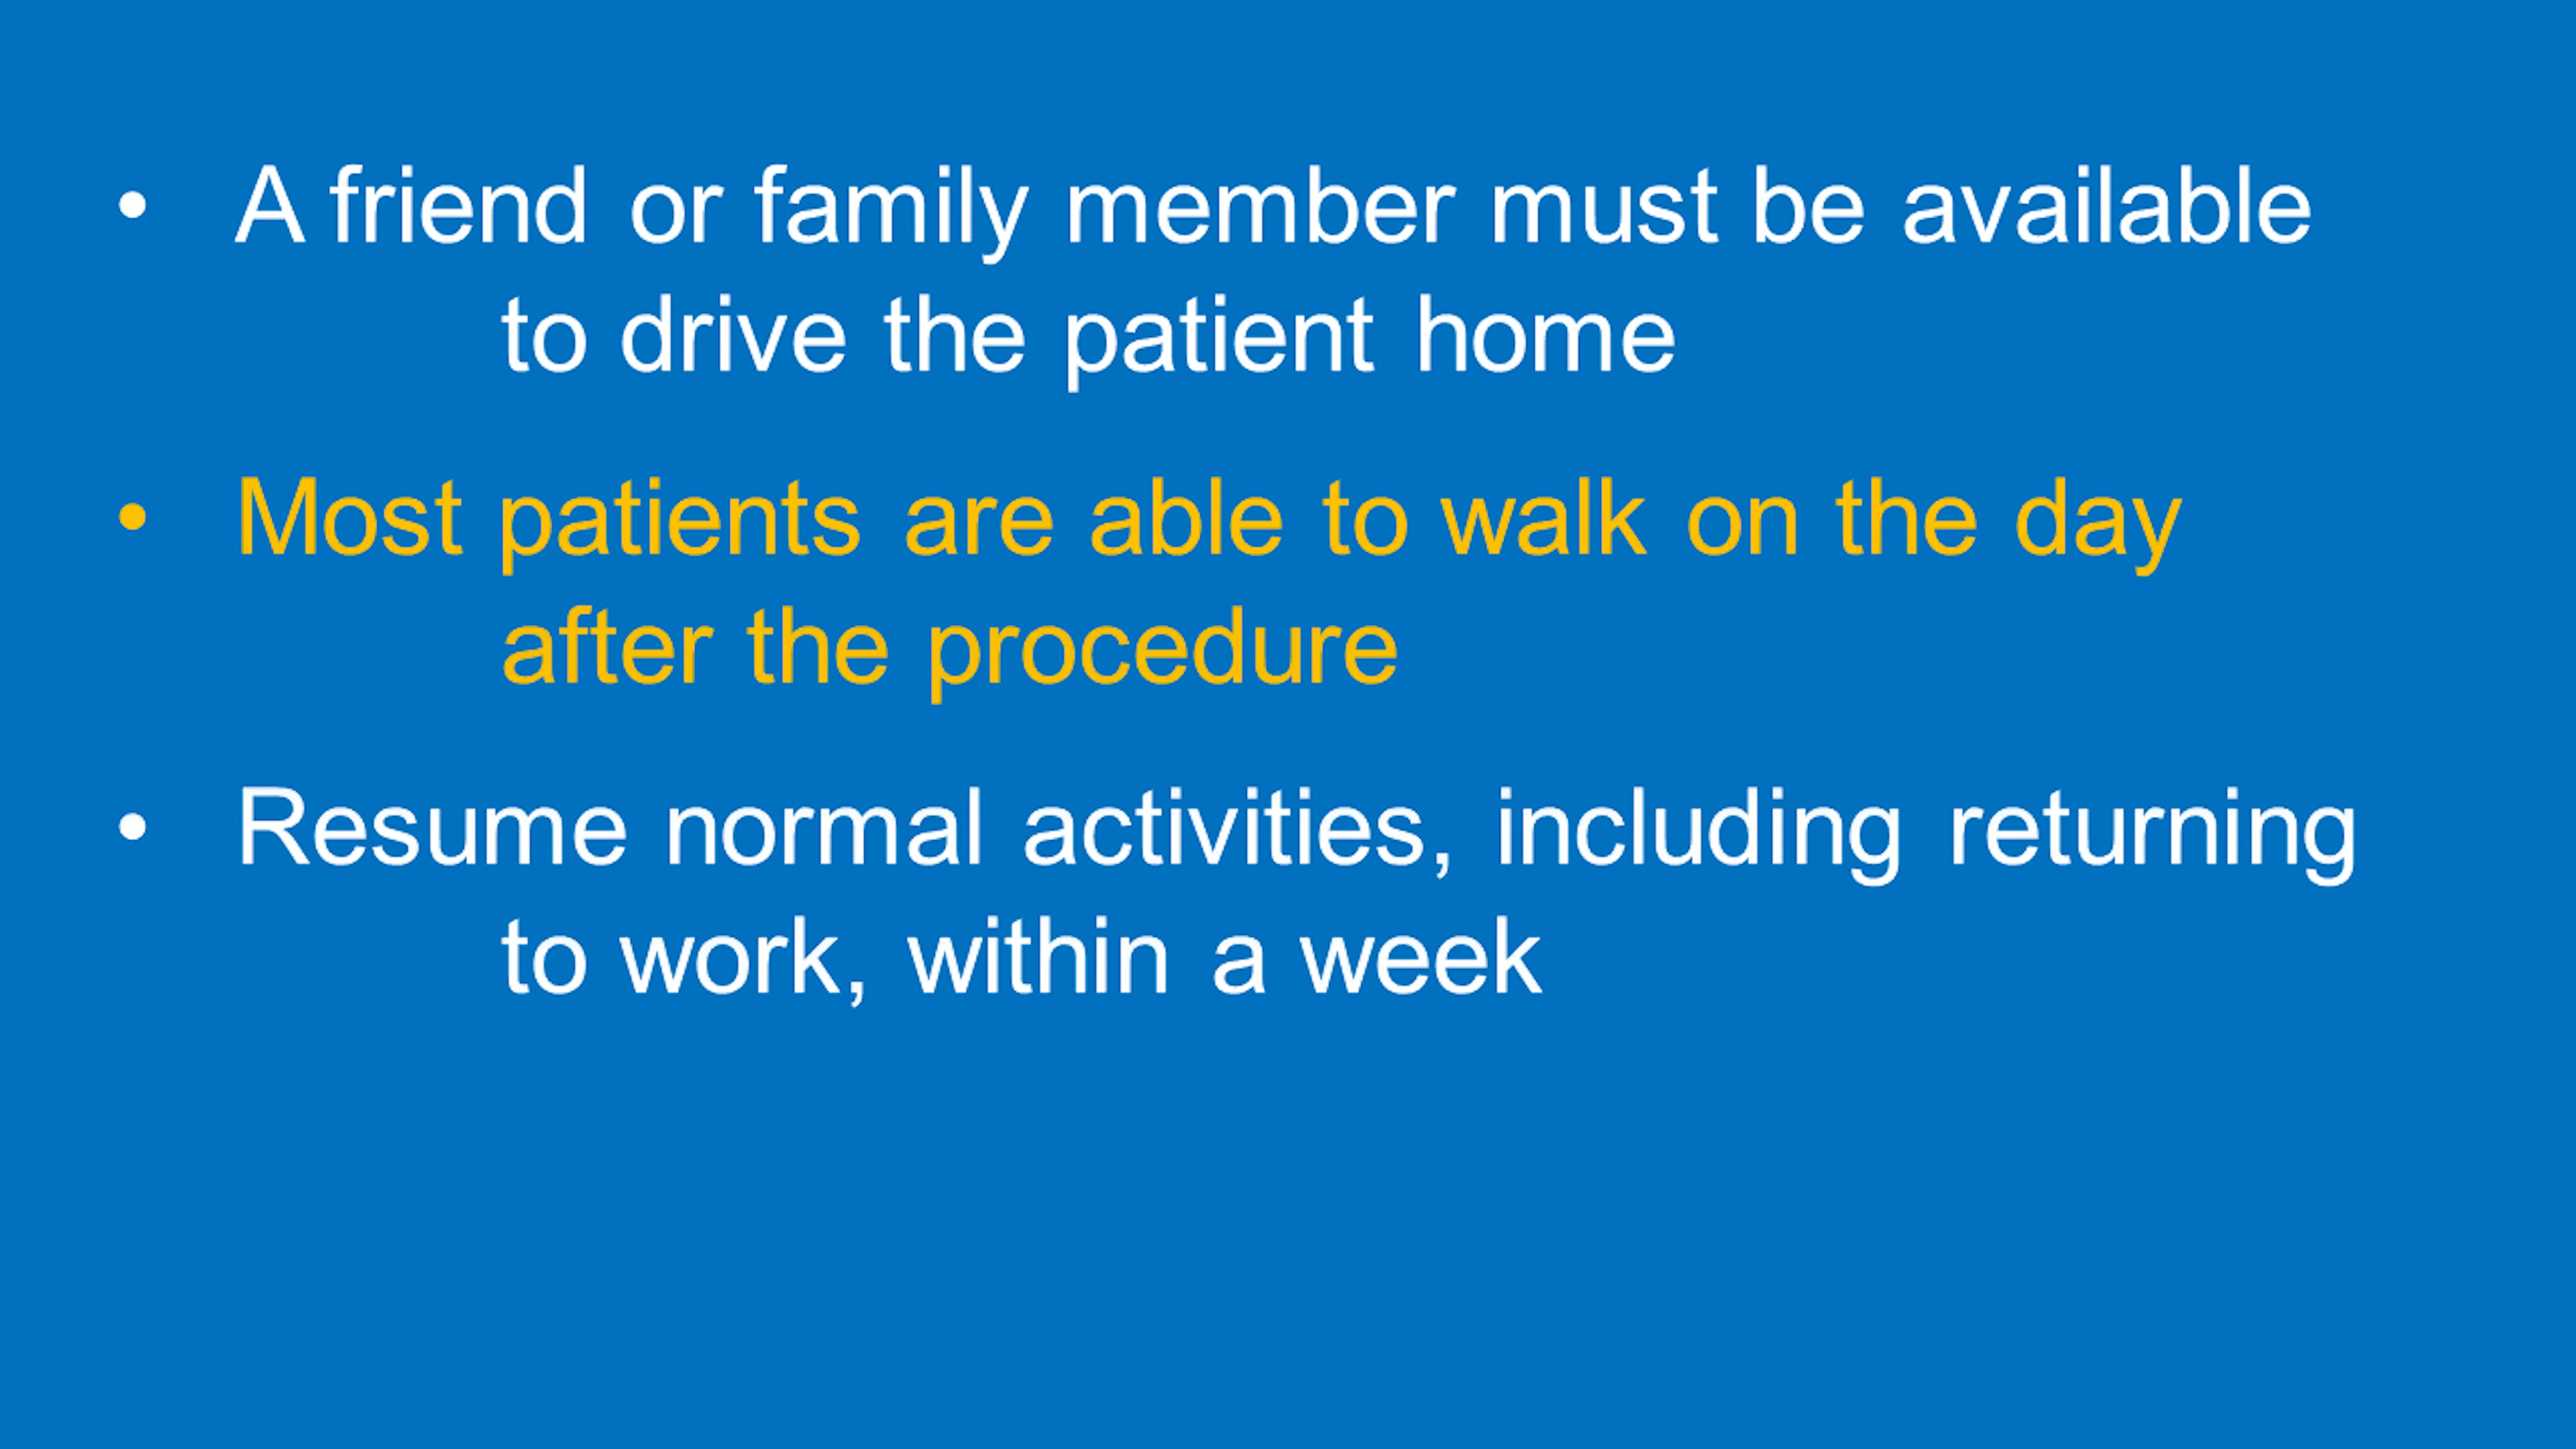 • A friend or family member must be available
to drive the patient home
• Most patients are able to walk on the day
after the procedure
• Resume normal activities, including returning
to work, within a week